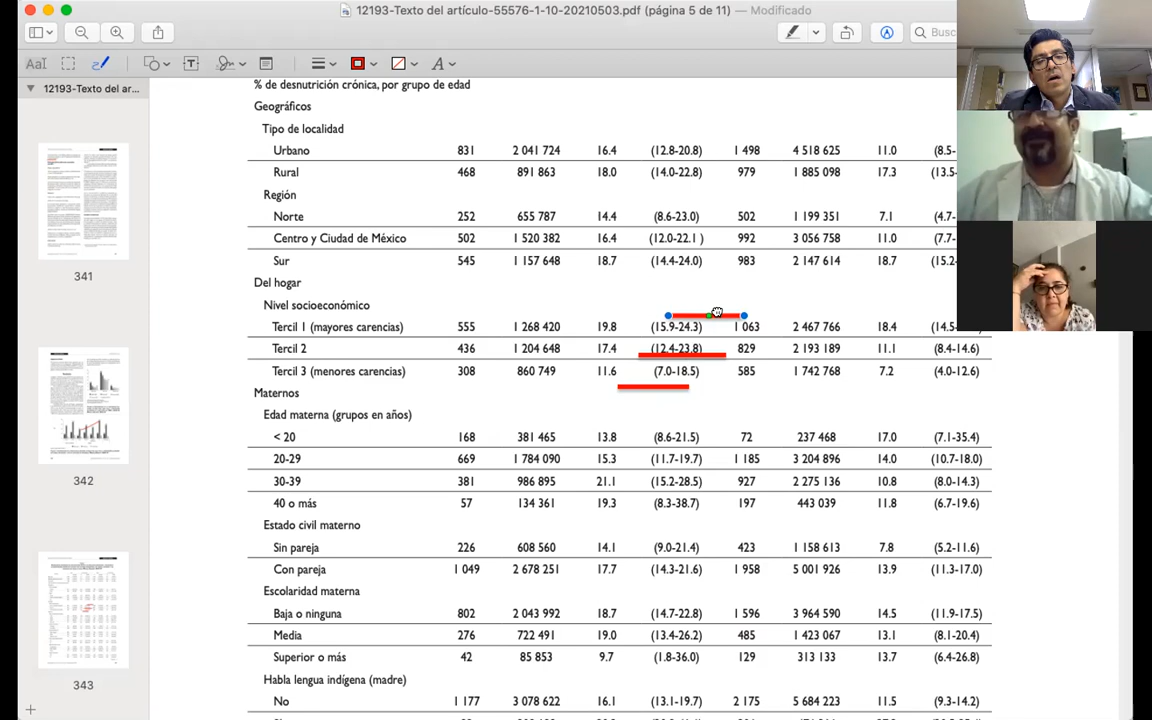 12193-Texto del artículo-55576-1-10-20210503.pdf (página 5 de 11) — Modificado
Busc
AaI
T
A
12193-Texto del ar...
341
342
343
% de desnutrición crónica, por grupo de edad
Geográficos
Tipo de localidad
Urbano 831 2 041 724 16.4 (12.8-20.8) 1 498 4 518 625 11.0 (8.5-
Rural 468 891 863 18.0 (14.0-22.8) 979 1 885 098 17.3 (13.5-
Región
Norte 252 655 787 14.4 (8.6-23.0) 502 1 199 351 7.1 (4.7-
Centro y Ciudad de México 502 1 520 382 16.4 (12.0-22.1 ) 992 3 056 758 11.0 (7.7-
Sur 545 1 157 648 18.7 (14.4-24.0) 983 2 147 614 18.7 (15.2-
Del hogar
Nivel socioeconómico
Tercil 1 (mayores carencias) 555 1 268 420 19.8 (15.9-24.3) 1 063 2 467 766 18.4 (14.5-
Tercil 2 436 1 204 648 17.4 (12.4-23.8) 829 2 193 189 11.1 (8.4-14.6)
Tercil 3 (menores carencias) 308 860 749 11.6 (7.0-18.5) 585 1 742 768 7.2 (4.0-12.6)
Maternos
Edad materna (grupos en años)
< 20 168 381 465 13.8 (8.6-21.5) 72 237 468 17.0 (7.1-35.4)
20-29 669 1 784 090 15.3 (11.7-19.7) 1 185 3 204 896 14.0 (10.7-18.0)
30-39 381 986 895 21.1 (15.2-28.5) 927 2 275 136 10.8 (8.0-14.3)
40 o más 57 134 361 19.3 (8.3-38.7) 197 443 039 11.8 (6.7-19.6)
Estado civil materno
Sin pareja 226 608 560 14.1 (9.0-21.4) 423 1 158 613 7.8 (5.2-11.6)
Con pareja 1 049 2 678 251 17.7 (14.3-21.6) 1 958 5 001 926 13.9 (11.3-17.0)
Escolaridad materna
Baja o ninguna 802 2 043 992 18.7 (14.7-22.8) 1 596 3 964 590 14.5 (11.9-17.5)
Media 276 722 491 19.0 (13.4-26.2) 485 1 423 067 13.1 (8.1-20.4)
Superior o más 42 85 853 9.7 (1.8-36.0) 129 313 133 13.7 (6.4-26.8)
Habla lengua indígena (madre)
No 1 177 3 078 622 16.1 (13.1-19.7) 2 175 5 684 223 11.5 (9.3-14.2)